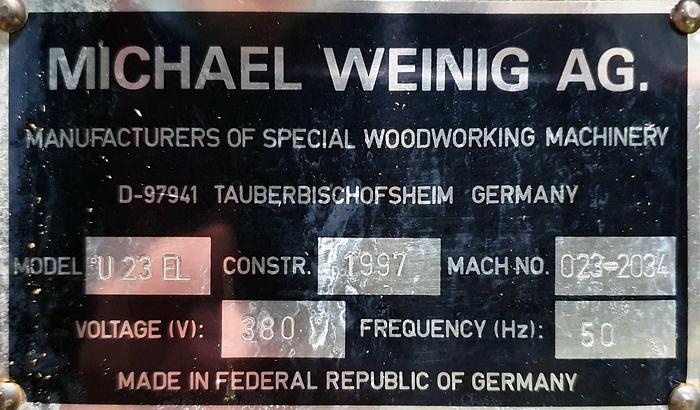 MICHAEL WEINIG AG.
MANUFACTURERS OF SPECIAL WOODWORKING MACHINERY
D-97941 TAUBERBISCHOFSHEIM GERMANY
MODEL U 23 EL CONSTR. 1997 MACH NO. 023-2034
VOLTAGE (V): 380 V FREQUENCY (Hz): 50
MADE IN FEDERAL REPUBLIC OF GERMANY